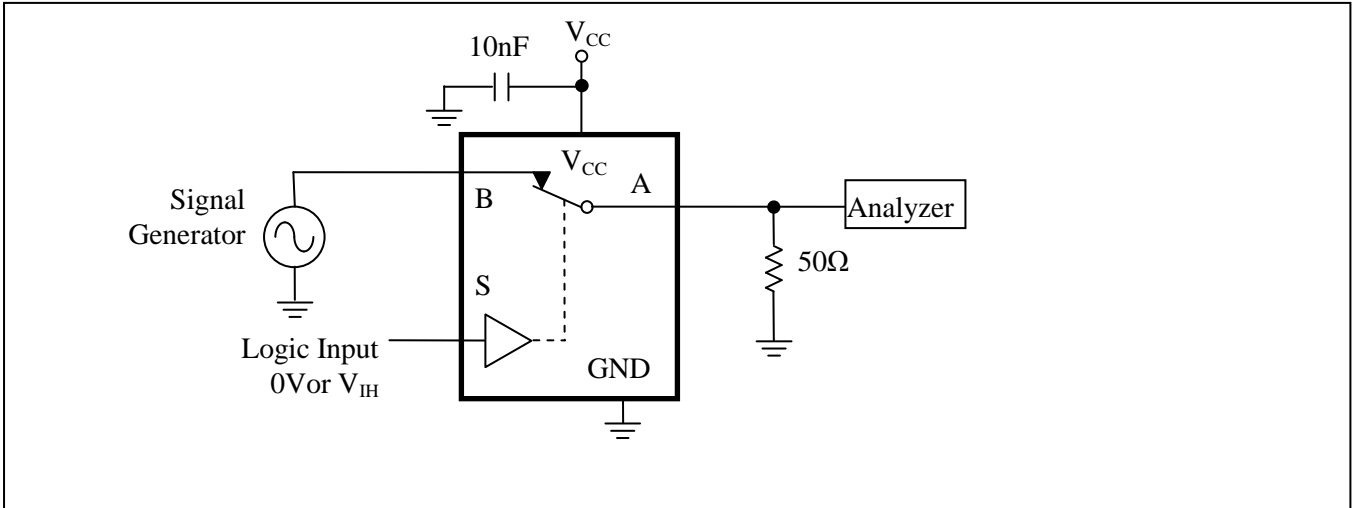 V_CC
10nF
V_CC
B
A
Signal
Generator
Analyzer
50Ω
S
Logic Input
0Vor V_IH
GND